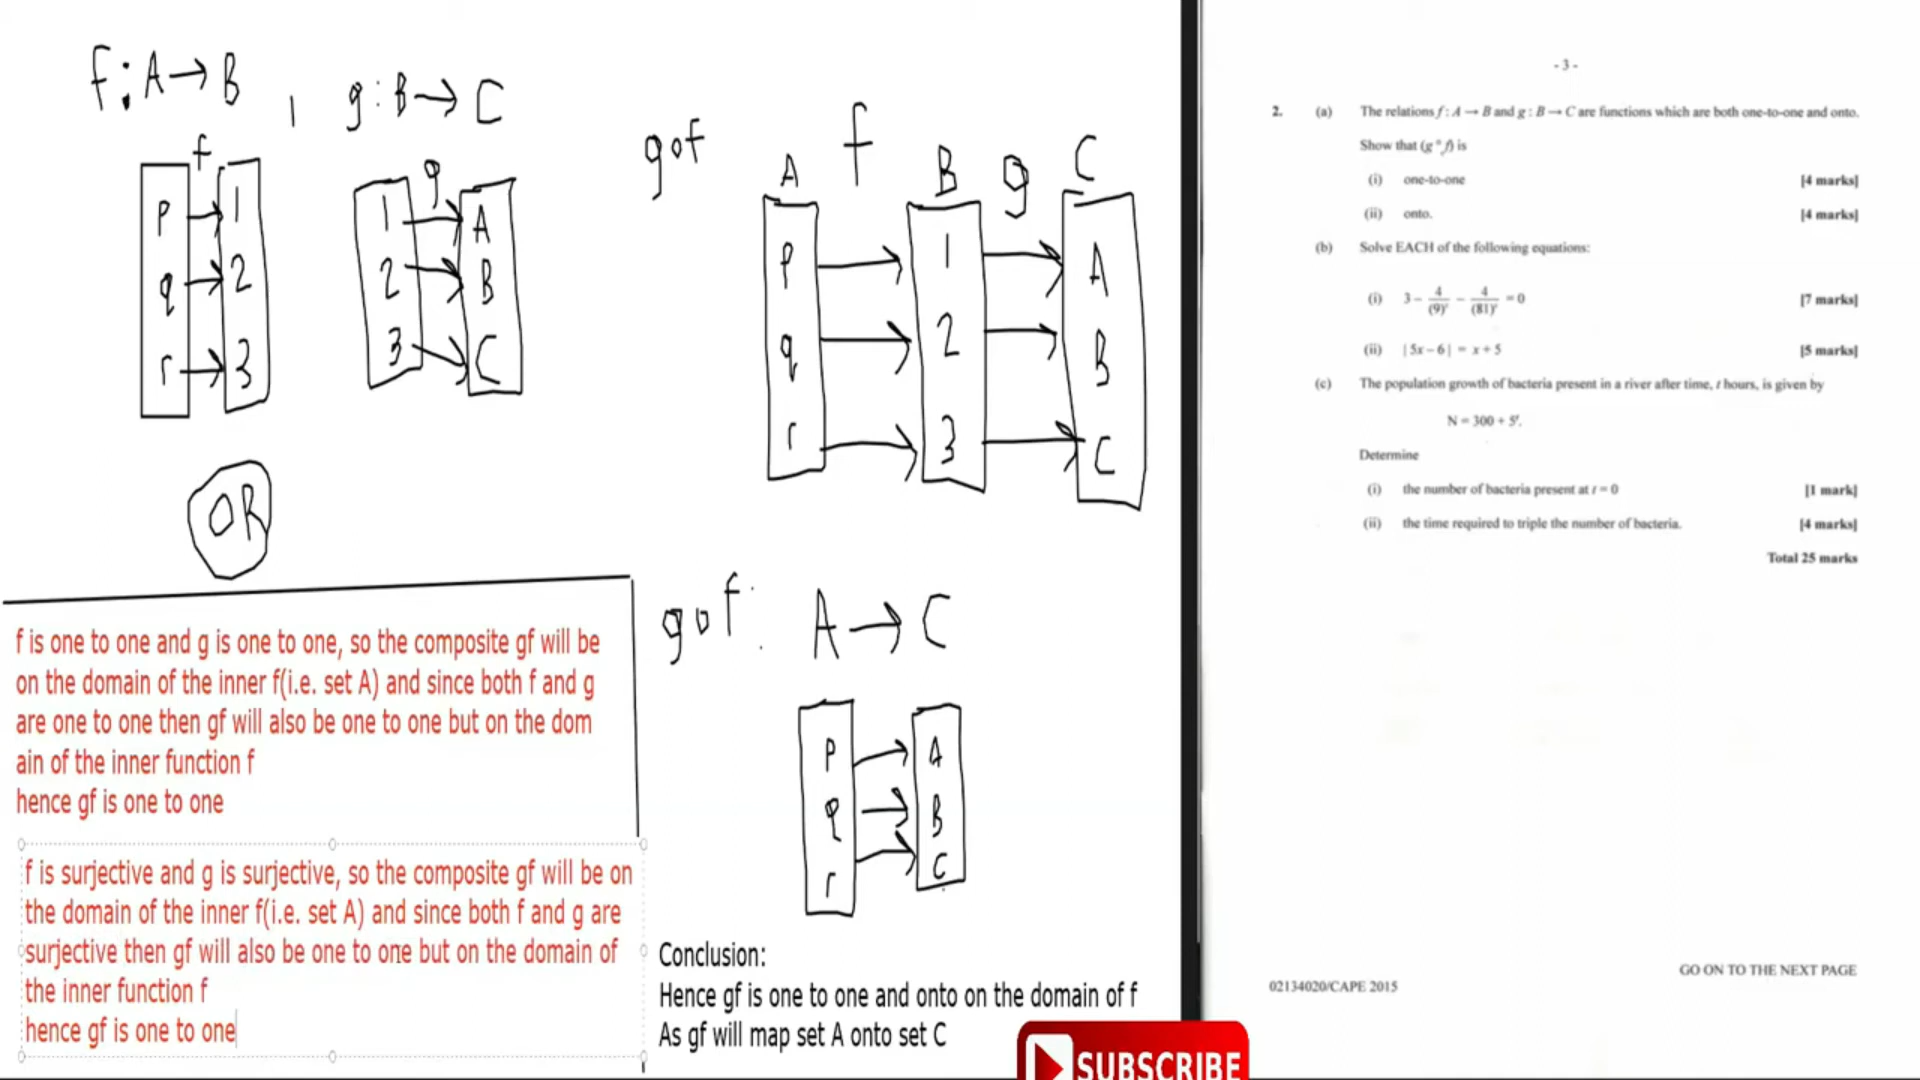 f : A → B , g : B → C
f
p 1
q 2
r 3
g
1 A
2 B
3 C
OR
f is one to one and g is one to one, so the composite gf will be
on the domain of the inner f(i.e. set A) and since both f and g
are one to one then gf will also be one to one but on the dom
ain of the inner function f
hence gf is one to one
f is surjective and g is surjective, so the composite gf will be on
the domain of the inner f(i.e. set A) and since both f and g are
surjective then gf will also be one to one but on the domain of
the inner function f
hence gf is one to one
gof
A f B g C
p 1 A
q 2 B
r 3 C
gof : A → C
p A
q B
r C
Conclusion:
Hence gf is one to one and onto on the domain of f
As gf will map set A onto set C
SUBSCRIBE
- 3 -
2. (a) The relations f : A → B and g : B → C are functions which are both one-to-one and onto.
Show that (g ∘ f) is
(i) one-to-one [4 marks]
(ii) onto. [4 marks]
(b) Solve EACH of the following equations:
(i) 3 − 4/(9)ˣ − 4/(81)ˣ = 0 [7 marks]
(ii) | 5x − 6 | = x + 5 [5 marks]
(c) The population growth of bacteria present in a river after time, t hours, is given by
N = 300 + 5ᵗ.
Determine
(i) the number of bacteria present at t = 0 [1 mark]
(ii) the time required to triple the number of bacteria. [4 marks]
Total 25 marks
GO ON TO THE NEXT PAGE
02134020/CAPE 2015